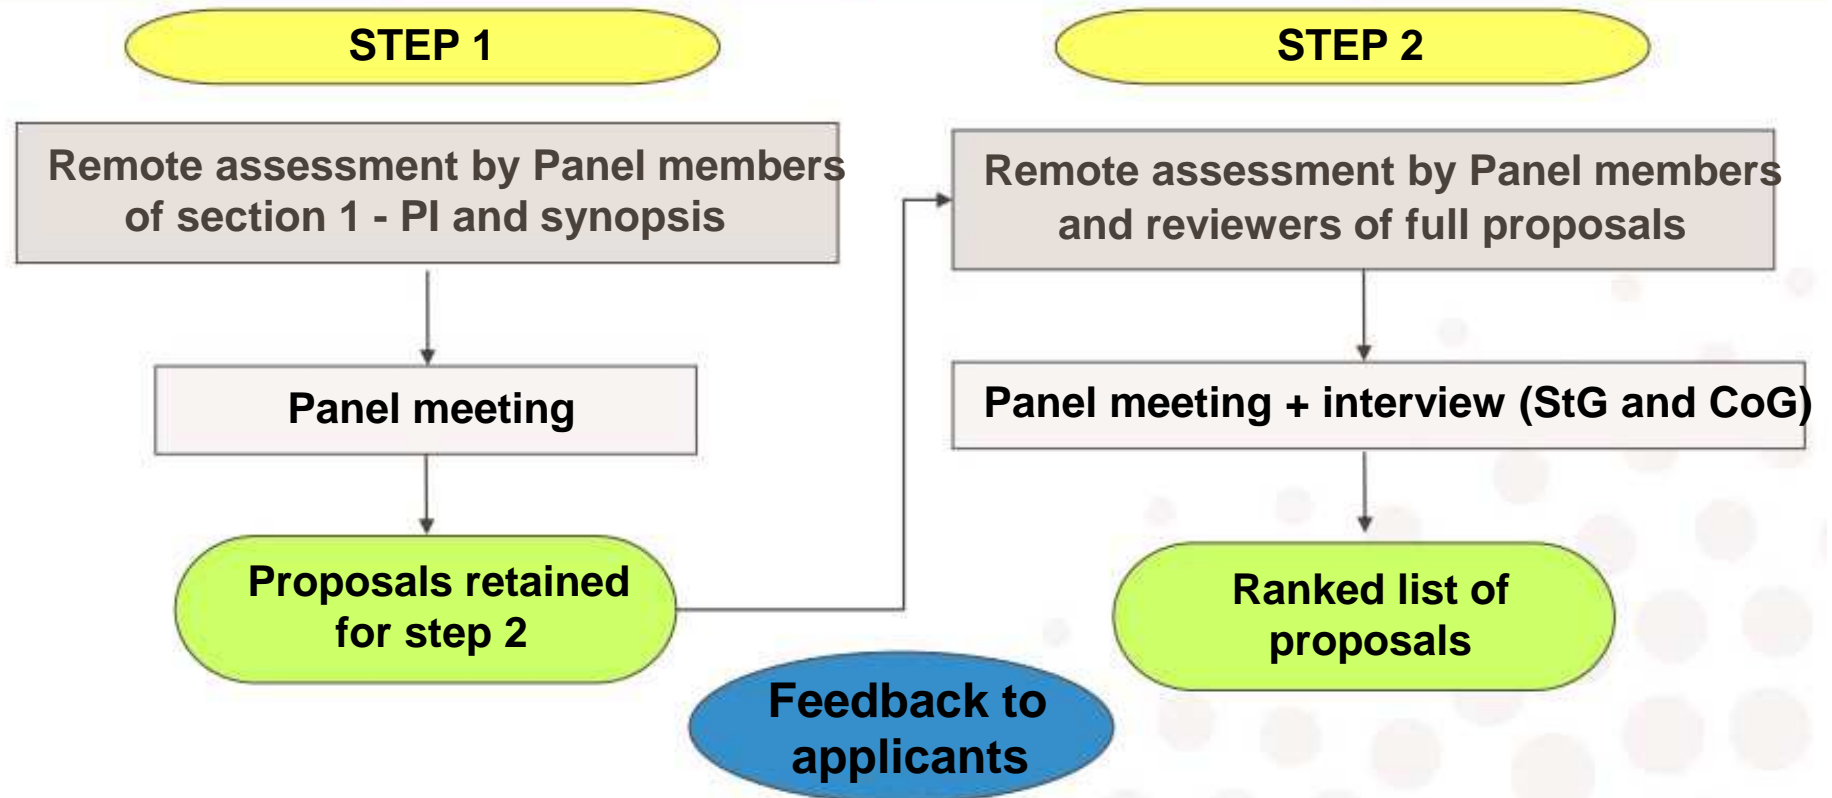 STEP 1
Remote assessment by Panel members
of section 1 - PI and synopsis
Panel meeting
Proposals retained
for step 2
STEP 2
Remote assessment by Panel members
and reviewers of full proposals
Panel meeting + interview (StG and CoG)
Ranked list of
proposals
Feedback to
applicants